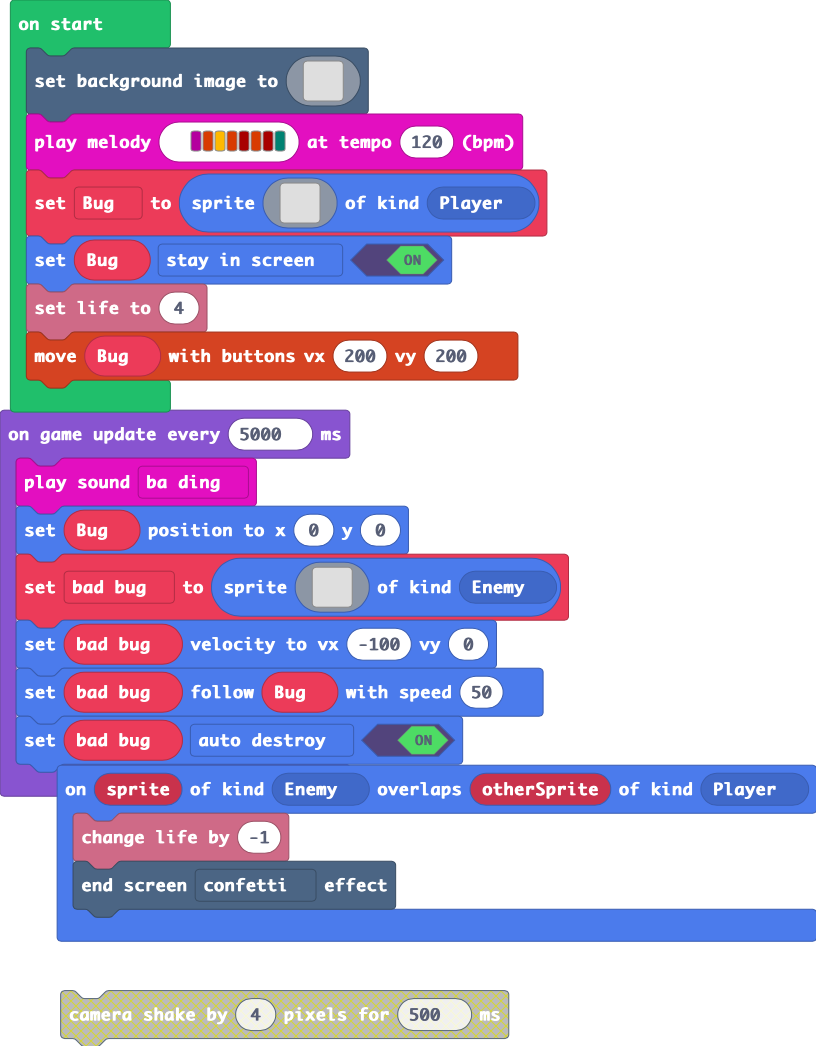 on start
set background image to
play melody at tempo 120 (bpm)
set Bug to sprite of kind Player
set Bug stay in screen ON
set life to 4
move Bug with buttons vx 200 vy 200
on game update every 5000 ms
play sound ba ding
set Bug position to x 0 y 0
set bad bug to sprite of kind Enemy
set bad bug velocity to vx -100 vy 0
set bad bug follow Bug with speed 50
set bad bug auto destroy ON
on sprite of kind Enemy overlaps otherSprite of kind Player
change life by -1
end screen confetti effect
camera shake by 4 pixels for 500 ms